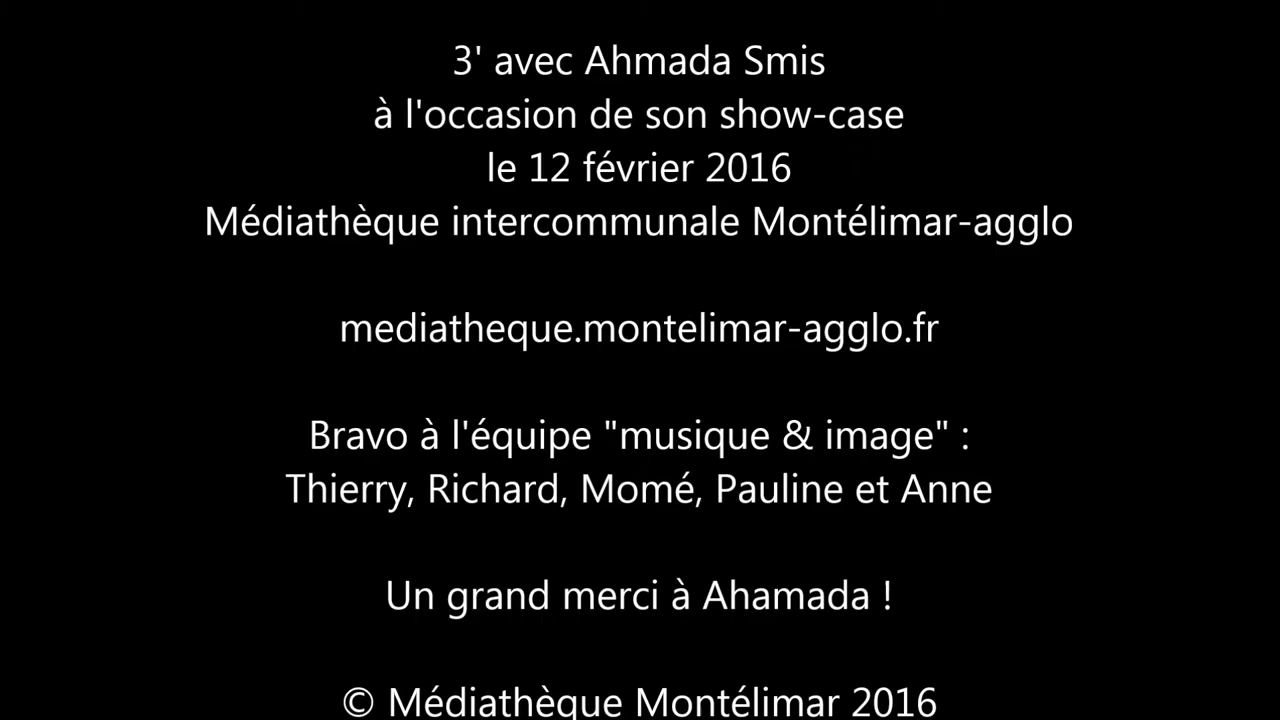 3' avec Ahmada Smis
à l'occasion de son show-case
le 12 février 2016
Médiathèque intercommunale Montélimar-agglo
mediatheque.montelimar-agglo.fr
Bravo à l'équipe "musique & image" :
Thierry, Richard, Momé, Pauline et Anne
Un grand merci à Ahamada !
© Médiathèque Montélimar 2016